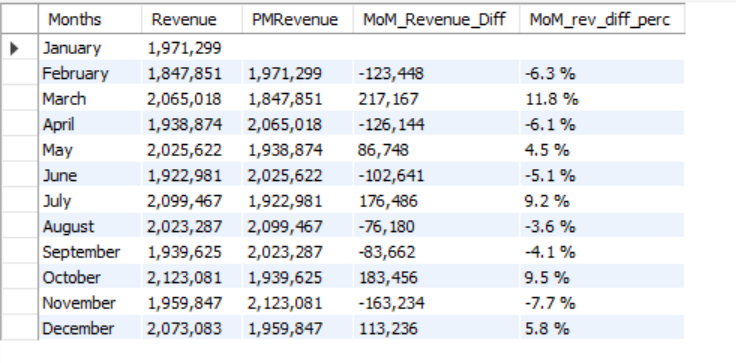 Months Revenue PMRevenue MoM_Revenue_Diff MoM_rev_diff_perc
January 1,971,299
February 1,847,851 1,971,299 -123,448 -6.3 %
March 2,065,018 1,847,851 217,167 11.8 %
April 1,938,874 2,065,018 -126,144 -6.1 %
May 2,025,622 1,938,874 86,748 4.5 %
June 1,922,981 2,025,622 -102,641 -5.1 %
July 2,099,467 1,922,981 176,486 9.2 %
August 2,023,287 2,099,467 -76,180 -3.6 %
September 1,939,625 2,023,287 -83,662 -4.1 %
October 2,123,081 1,939,625 183,456 9.5 %
November 1,959,847 2,123,081 -163,234 -7.7 %
December 2,073,083 1,959,847 113,236 5.8 %